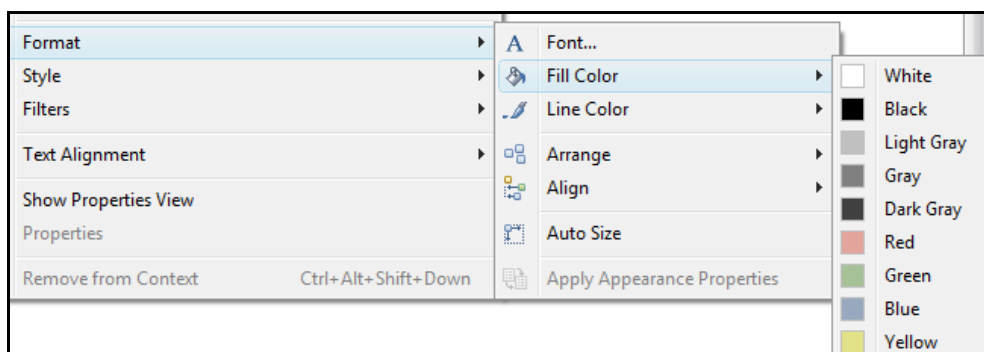 Format
Style
Filters
Text Alignment
Show Properties View
Properties
Remove from Context Ctrl+Alt+Shift+Down
Font...
Fill Color
Line Color
Arrange
Align
Auto Size
Apply Appearance Properties
White
Black
Light Gray
Gray
Dark Gray
Red
Green
Blue
Yellow